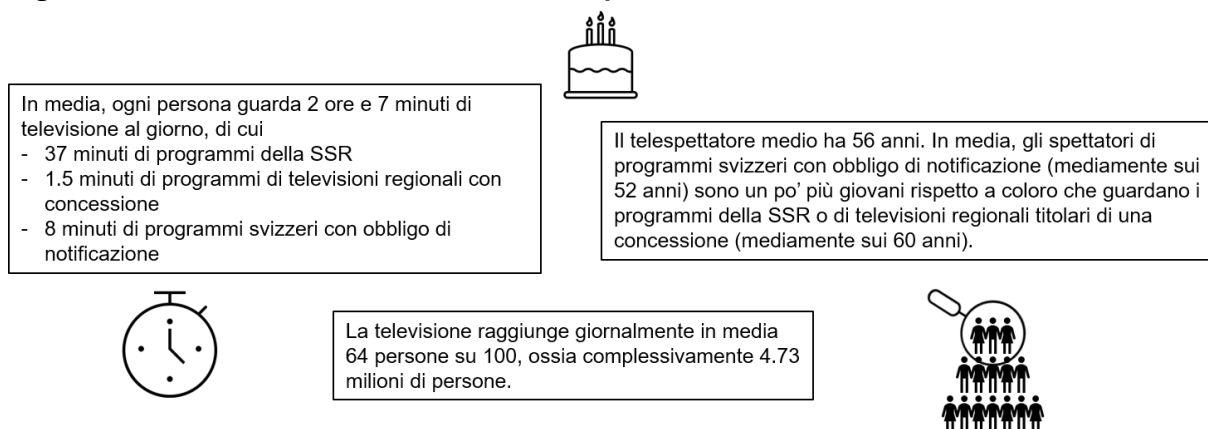 In media, ogni persona guarda 2 ore e 7 minuti di
televisione al giorno, di cui
- 37 minuti di programmi della SSR
- 1.5 minuti di programmi di televisioni regionali con
concessione
- 8 minuti di programmi svizzeri con obbligo di
notificazione
Il telespettatore medio ha 56 anni. In media, gli spettatori di
programmi svizzeri con obbligo di notificazione (mediamente sui
52 anni) sono un po' più giovani rispetto a coloro che guardano i
programmi della SSR o di televisioni regionali titolari di una
concessione (mediamente sui 60 anni).
La televisione raggiunge giornalmente in media
64 persone su 100, ossia complessivamente 4.73
milioni di persone.